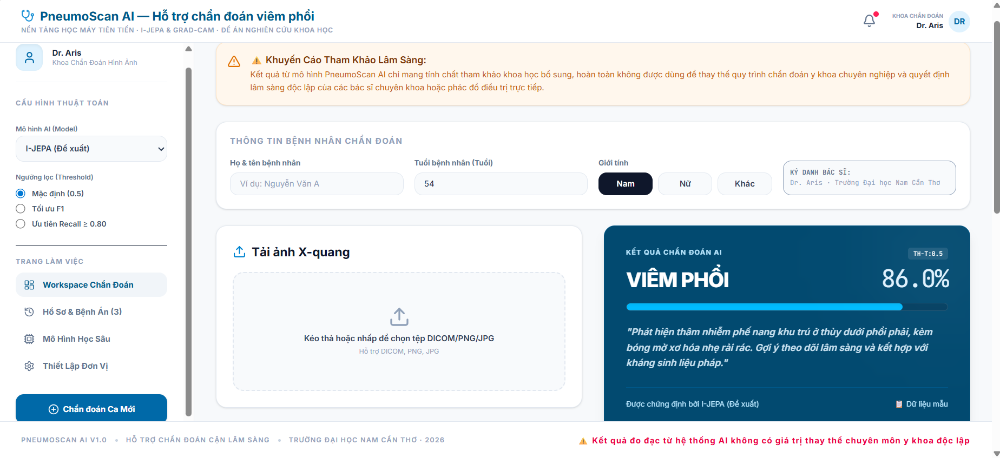 PneumoScan AI — Hỗ trợ chẩn đoán viêm phổi
NỀN TẢNG HỌC MÁY TIÊN TIẾN · I-JEPA & GRAD-CAM · ĐỀ ÁN NGHIÊN CỨU KHOA HỌC
KHOA CHẨN ĐOÁN
Dr. Aris
DR
Dr. Aris
Khoa Chẩn Đoán Hình Ảnh
CẤU HÌNH THUẬT TOÁN
Mô hình AI (Model)
I-JEPA (Đề xuất)
Ngưỡng lọc (Threshold)
Mặc định (0.5)
Tối ưu F1
Ưu tiên Recall ≥ 0.80
TRANG LÀM VIỆC
Workspace Chẩn Đoán
Hồ Sơ & Bệnh Án (3)
Mô Hình Học Sâu
Thiết Lập Đơn Vị
Chẩn đoán Ca Mới
⚠️ Khuyến Cáo Tham Khảo Lâm Sàng:
Kết quả từ mô hình PneumoScan AI chỉ mang tính chất tham khảo khoa học bổ sung, hoàn toàn không được dùng để thay thế quy trình chẩn đoán y khoa chuyên nghiệp và quyết định
lâm sàng độc lập của các bác sĩ chuyên khoa hoặc phác đồ điều trị trực tiếp.
THÔNG TIN BỆNH NHÂN CHẨN ĐOÁN
Họ & tên bệnh nhân
Ví dụ: Nguyễn Văn A
Tuổi bệnh nhân (Tuổi)
54
Giới tính
Nam
Nữ
Khác
KÝ DANH BÁC SĨ:
Dr. Aris · Trường Đại học Nam Cần Thơ
Tải ảnh X-quang
Kéo thả hoặc nhấp để chọn tệp DICOM/PNG/JPG
Hỗ trợ DICOM, PNG, JPG
KẾT QUẢ CHẨN ĐOÁN AI
TH-T:0.5
VIÊM PHỔI
86.0%
"Phát hiện thâm nhiễm phế nang khu trú ở thùy dưới phổi phải, kèm
bóng mờ xơ hóa nhẹ rải rác. Gợi ý theo dõi lâm sàng và kết hợp với
kháng sinh liệu pháp."
Được chứng định bởi I-JEPA (Đề xuất)
📋 Dữ liệu mẫu
PNEUMOSCAN AI V1.0 • HỖ TRỢ CHẨN ĐOÁN CẬN LÂM SÀNG • TRƯỜNG ĐẠI HỌC NAM CẦN THƠ · 2026
⚠️ Kết quả đo đạc từ hệ thống AI không có giá trị thay thế chuyên môn y khoa độc lập